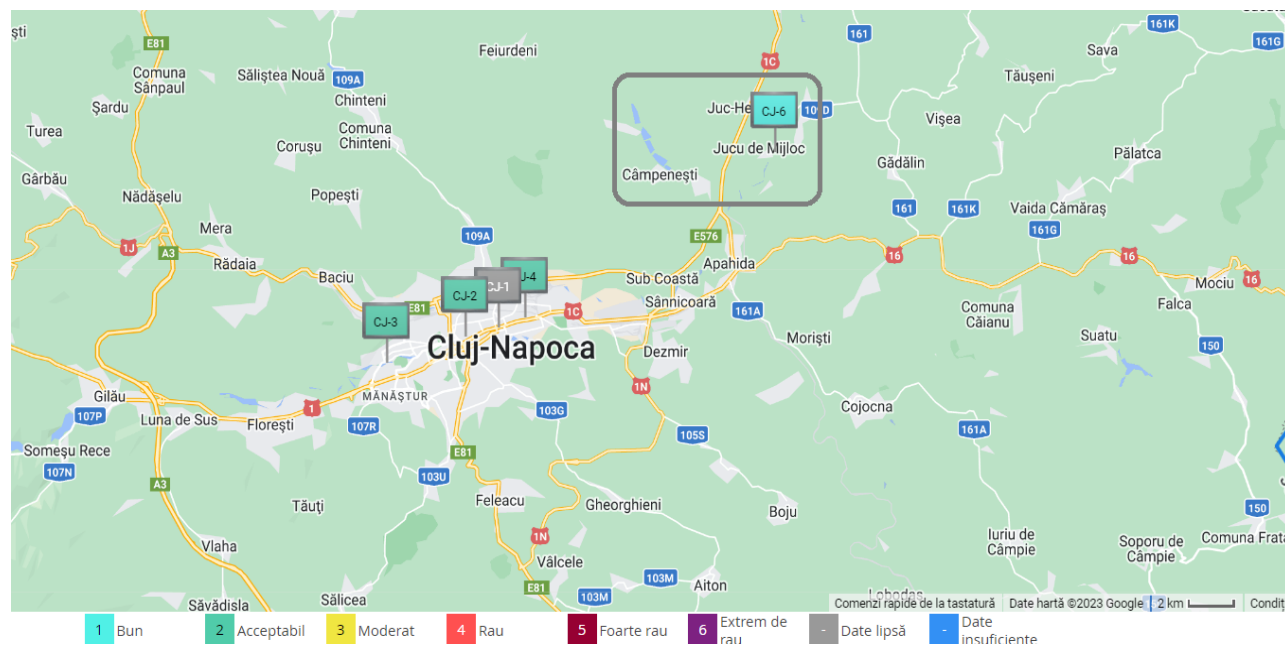 ști
E81
Comuna
Sânpaul
Săliștea Nouă
109A
Feiurdeni
161
1C
161K
Sava
161G
Tăușeni
Șardu
Chinteni
Turea
Comuna
Chinteni
Corușu
Juc-He
CJ-6
109D
Vișea
Jucu de Mijloc
Pălatca
Gădălin
Gârbău
Câmpenești
Nădășelu
Popești
161
161K
Vaida Cămăraș
161G
Mera
109A
E576
1J
A3
Rădaia
Baciu
Apahida
16
16
16
Mociu
Sub Coastă
J-4
CJ-1
CJ-2
E81
CJ-3
Sânnicoară
1C
161A
Comuna
Căianu
Falca
Cluj-Napoca
Dezmir
Moriști
Suatu
150
Gilău
MĂNĂȘTUR
1N
107P
Luna de Sus
Florești
1
103G
Cojocna
107R
105S
161A
Someșu Rece
E81
107N
103U
A3
Feleacu
Gheorghieni
Tăuți
Boju
150
1N
Iuriu de
Câmpie
Soporu de
Câmpie
Comuna Frata
Vlaha
Vâlcele
103M
Aiton
E81
103M
Săvădisla
Sălicea
Comenzi rapide de la tastatură
Date hartă ©2023 Google
2 km
Condiț
1 Bun
2 Acceptabil
3 Moderat
4 Rau
5 Foarte rau
6 Extrem de
rau
- Date lipsă
- Date
insuficiente